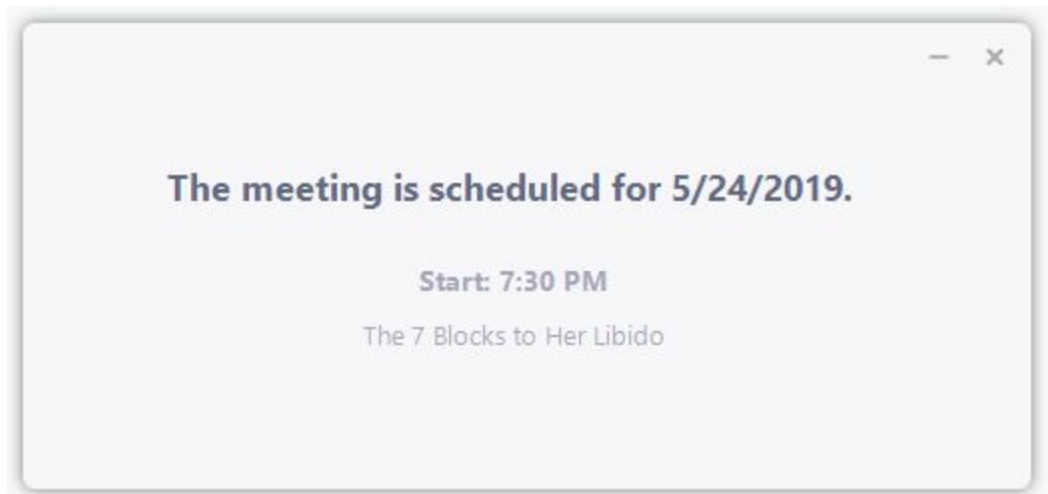 The meeting is scheduled for 5/24/2019.
Start: 7:30 PM
The 7 Blocks to Her Libido